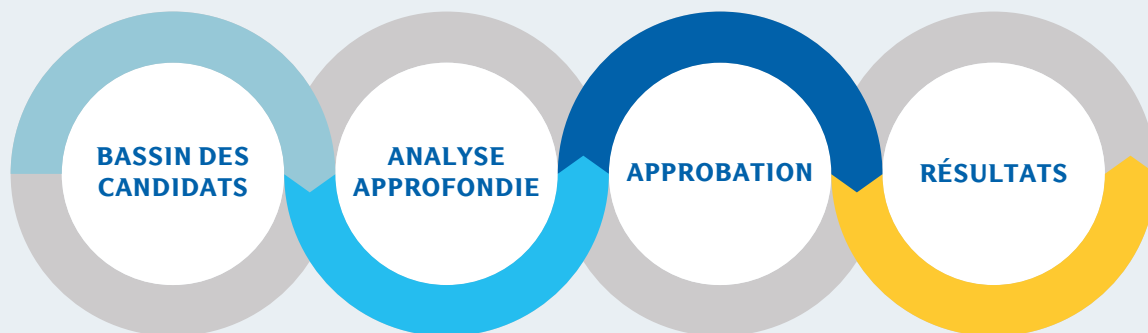 BASSIN DES
CANDIDATS
ANALYSE
APPROFONDIE
APPROBATION
RÉSULTATS